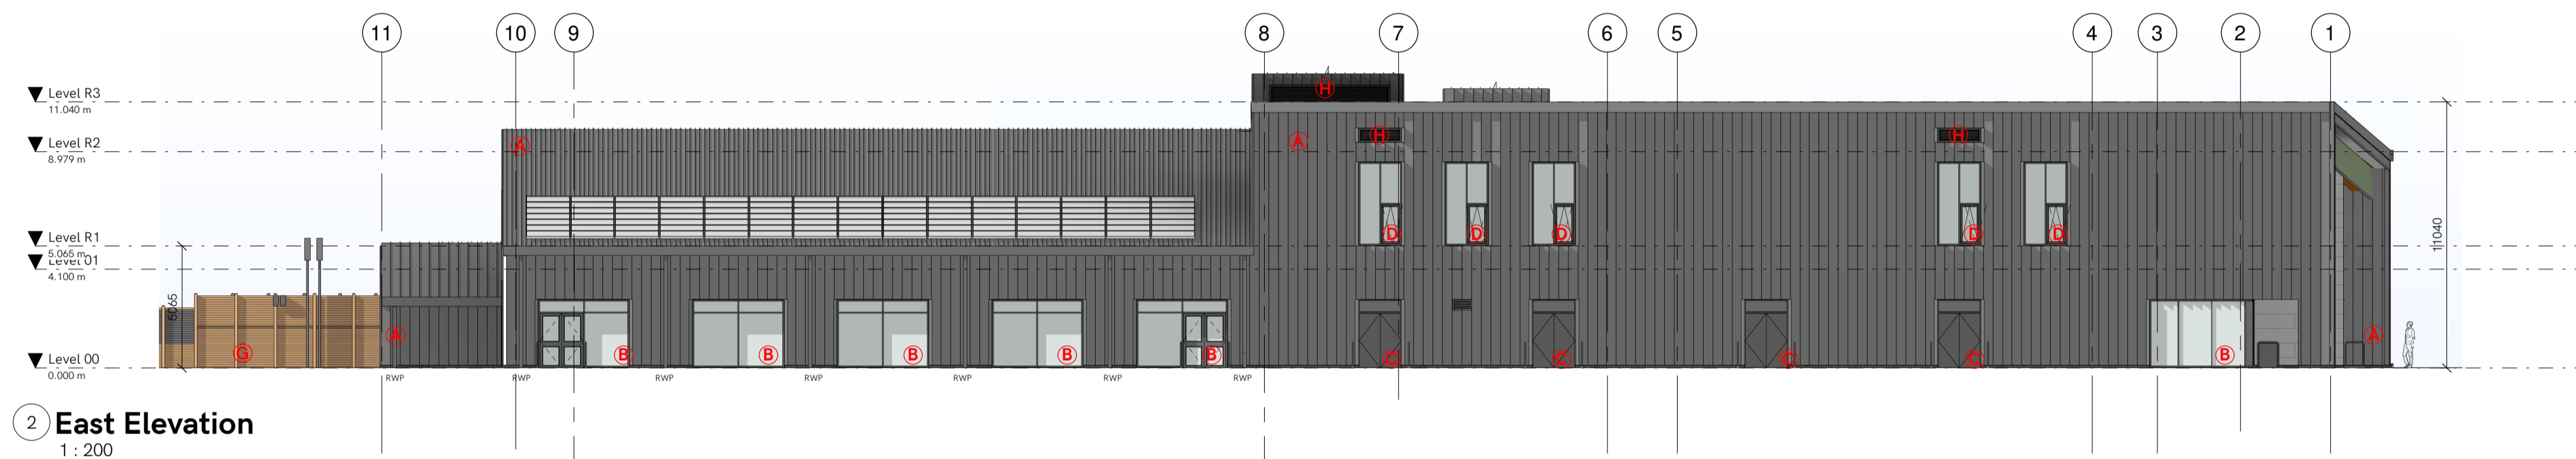 11 10 9 8 7 6 5 4 3 2 1
Level R3
11.040 m
H
Level R2
8.979 m
A A H H
Level R1
5.065 m
Level 01
4.100 m
D D D D D
11040
5065
A A
G B B B B B C C C C B
Level 00
0.000 m
RWP RWP RWP RWP RWP RWP RWP
2 East Elevation
1 : 200